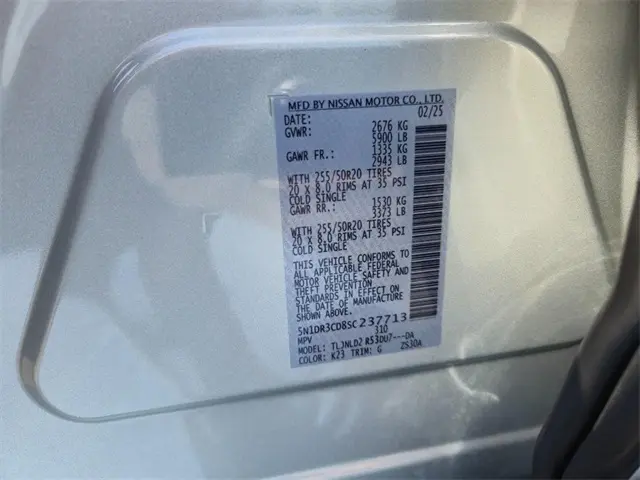 MFD BY NISSAN MOTOR CO., LTD.
DATE: 02/25
GVWR: 2676 KG
5900 LB
GAWR FR.: 1335 KG
2943 LB
WITH 255/50R20 TIRES
20 X 8.0 RIMS AT 35 PSI
COLD SINGLE
GAWR RR.: 1530 KG
3373 LB
WITH 255/50R20 TIRES
20 X 8.0 RIMS AT 35 PSI
COLD SINGLE
THIS VEHICLE CONFORMS TO
ALL APPLICABLE FEDERAL
MOTOR VEHICLE SAFETY AND
THEFT PREVENTION
STANDARDS IN EFFECT ON
THE DATE OF MANUFACTURE
SHOWN ABOVE.
5N1DR3CD8SC237713
MPV 110
MODEL: TLJNLD2 R53DU7---DA
COLOR: K23 TRIM: G ZS30A